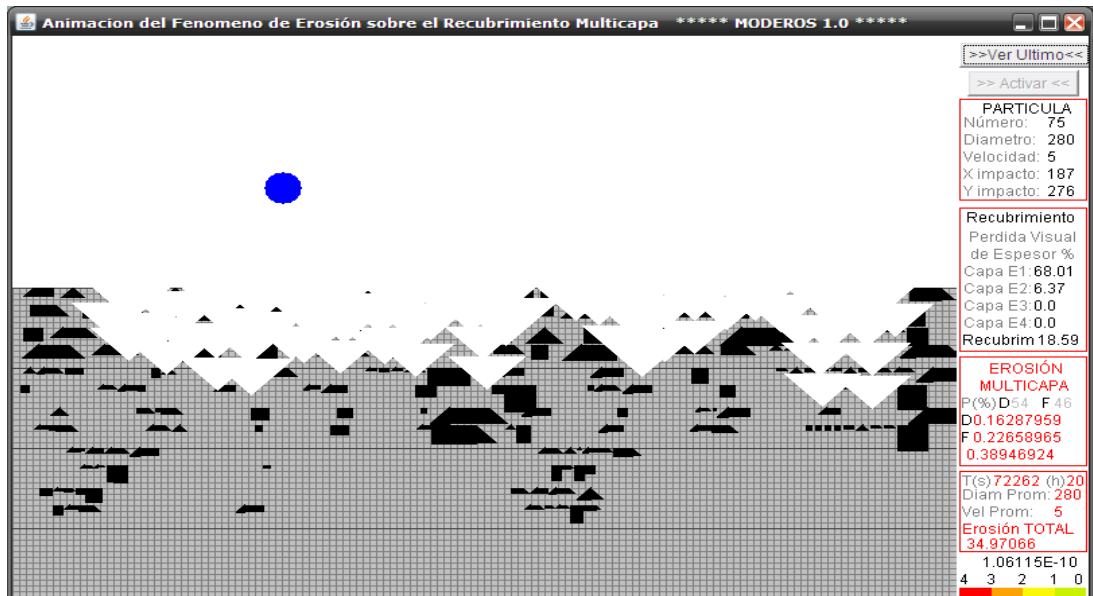 Animacion del Fenomeno de Erosión sobre el Recubrimiento Multicapa ***** MODEROS 1.0 *****
>>Ver Ultimo<<
>> Activar <<
PARTICULA
Número: 75
Diametro: 280
Velocidad: 5
X impacto: 187
Y impacto: 276
Recubrimiento
Perdida Visual
de Espesor %
Capa E1:68.01
Capa E2:6.37
Capa E3:0.0
Capa E4:0.0
Recubrim 18.59
EROSIÓN
MULTICAPA
P(%) D54 F 46
D0.16287959
F 0.22658965
0.38946924
T(s)72262 (h)20
Diam Prom: 280
Vel Prom: 5
Erosión TOTAL
34.97066
1.06115E-10
4 3 2 1 0